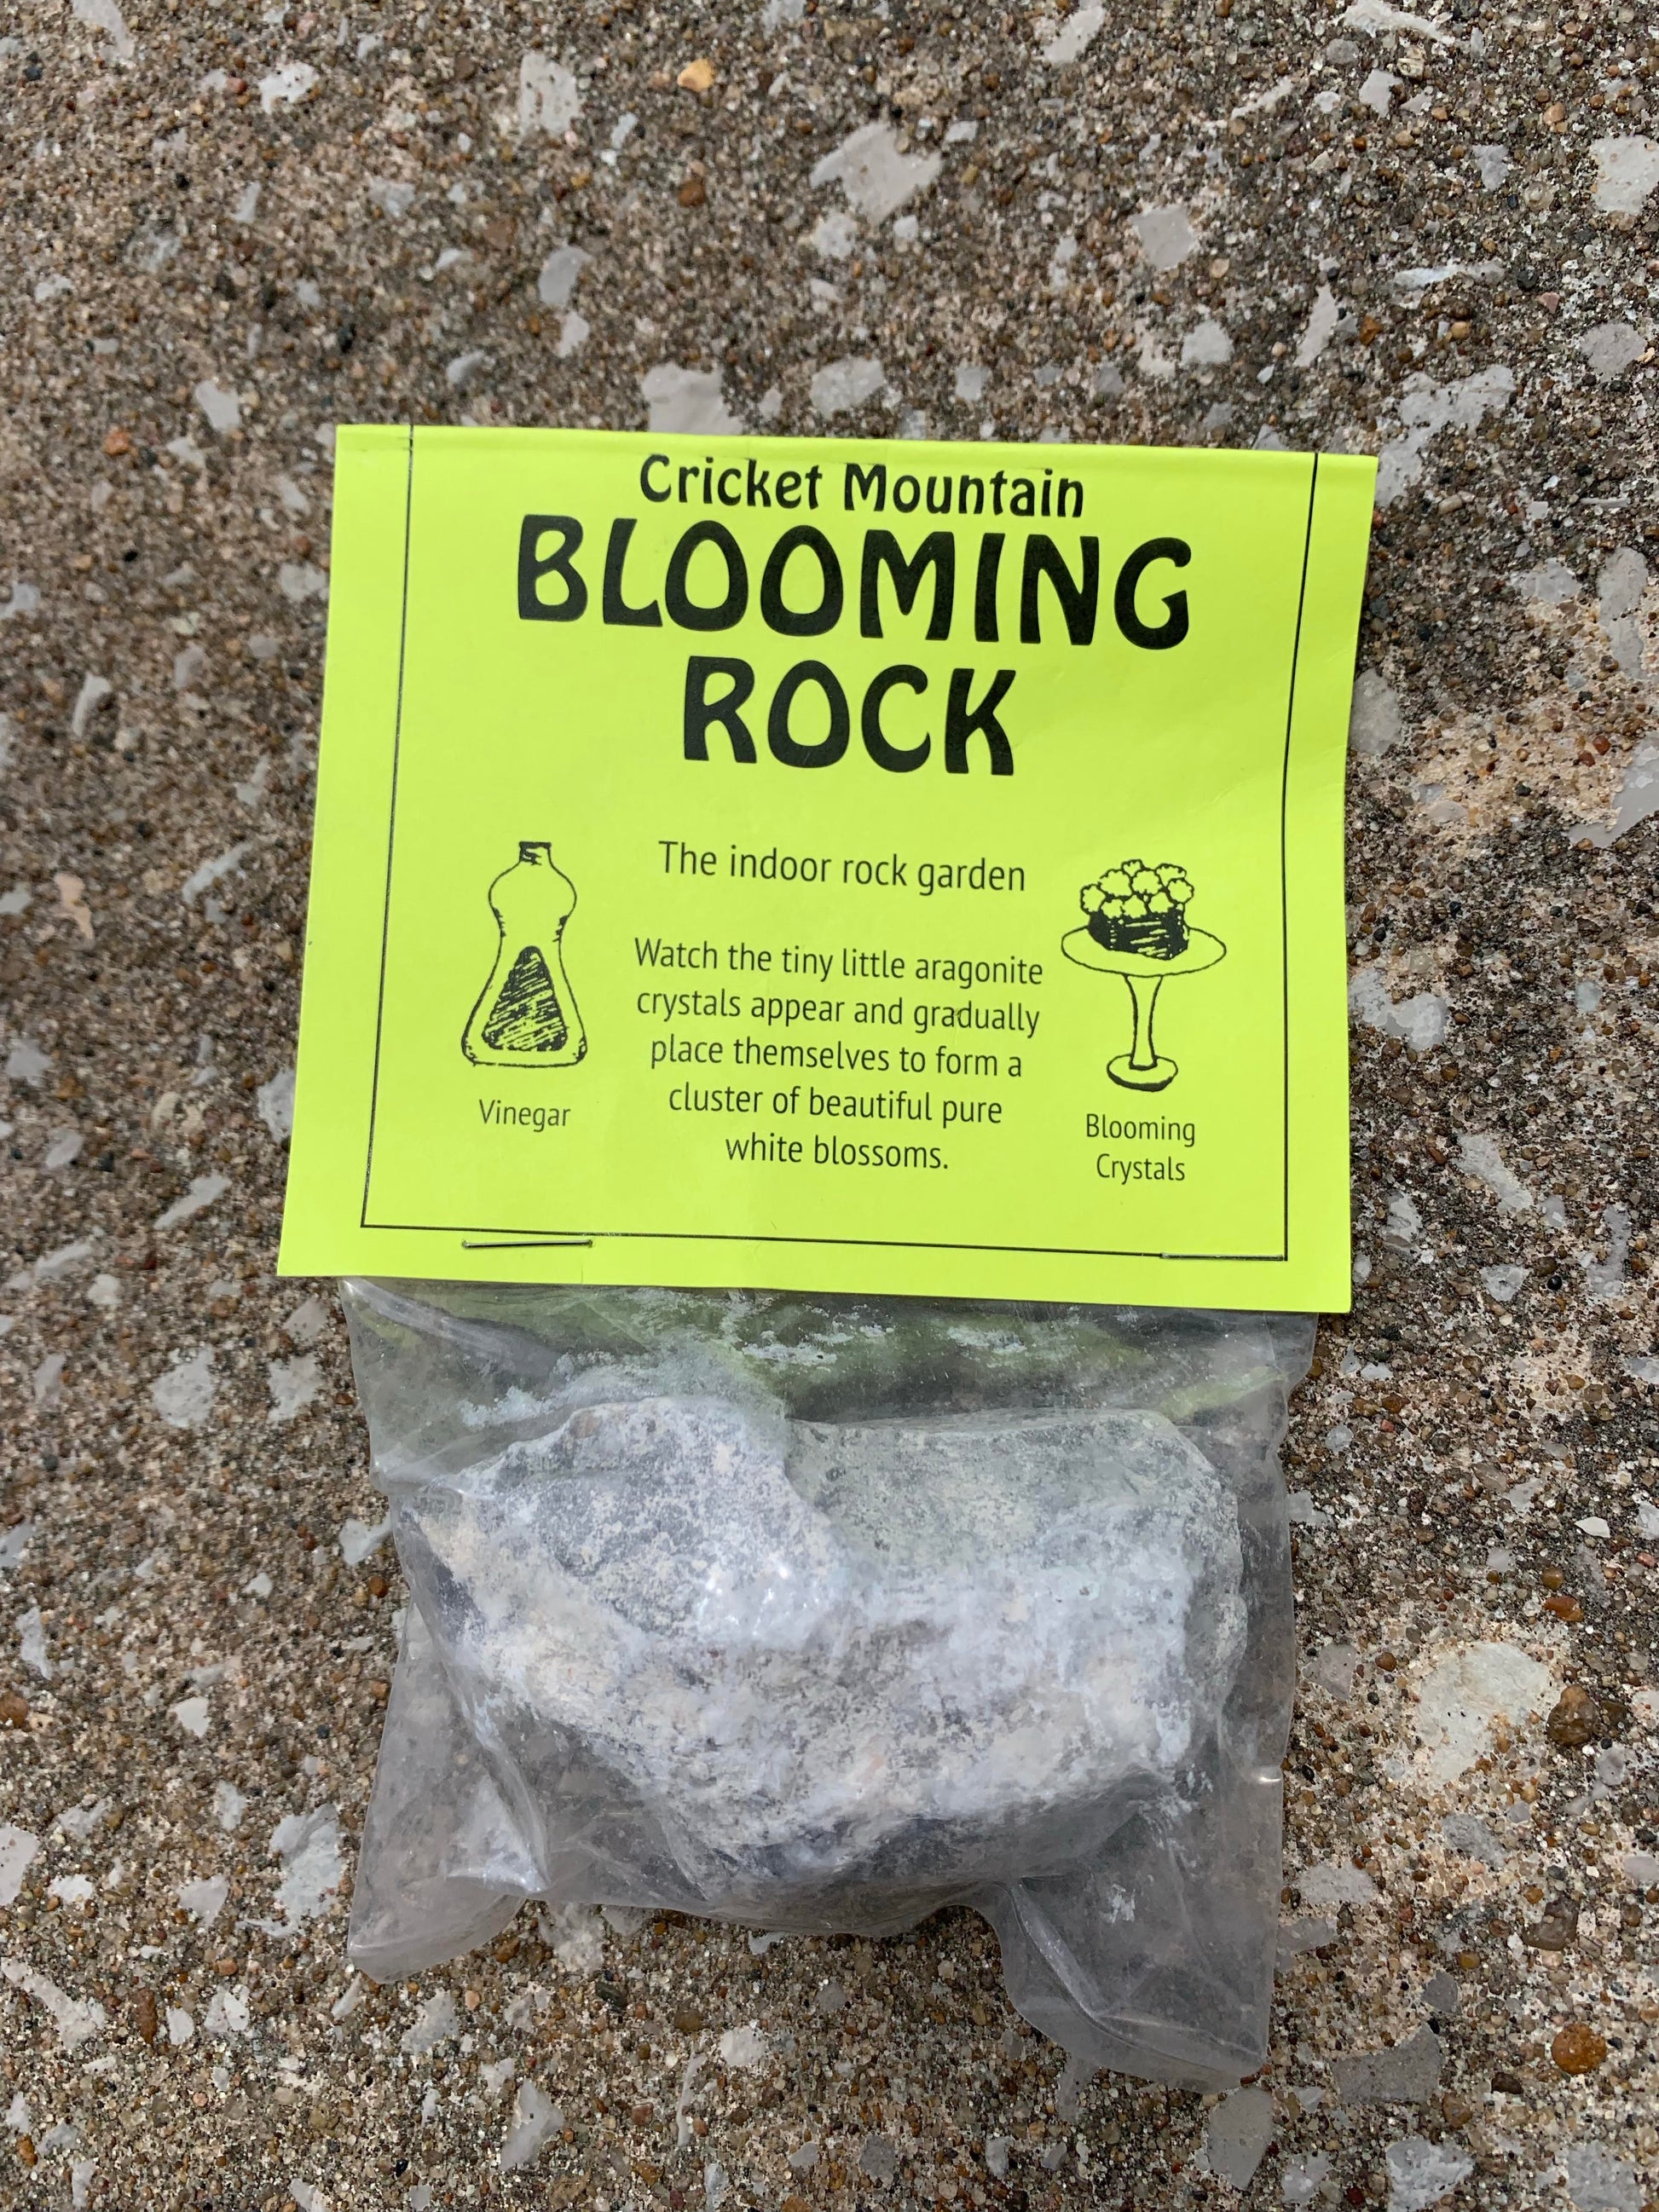 Cricket Mountain
BLOOMING
ROCK
The indoor rock garden
Watch the tiny little aragonite
crystals appear and gradually
place themselves to form a
cluster of beautiful pure
white blossoms.
Vinegar
Blooming
Crystals